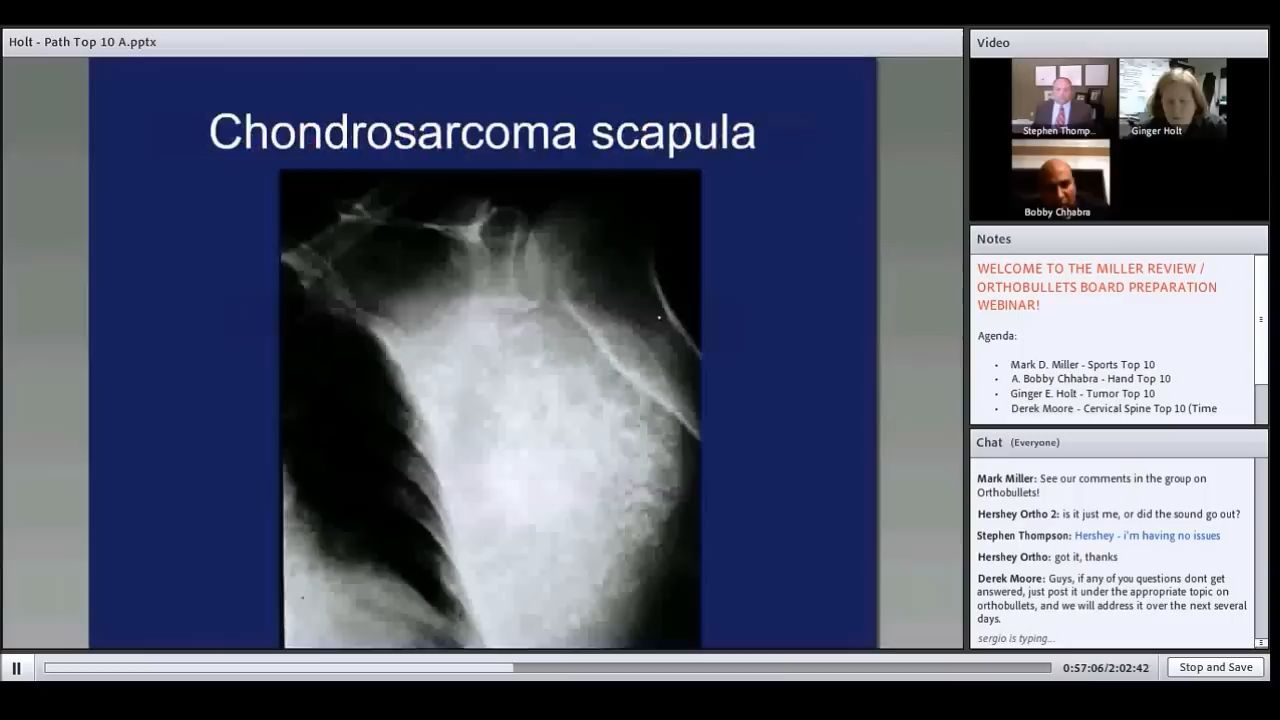 Holt - Path Top 10 A.pptx
Chondrosarcoma scapula
Video
Stephen Thomp...
Ginger Holt
Bobby Chhabra
Notes
WELCOME TO THE MILLER REVIEW /
ORTHOBULLETS BOARD PREPARATION
WEBINAR!
Agenda:
• Mark D. Miller - Sports Top 10
• A. Bobby Chhabra - Hand Top 10
• Ginger E. Holt - Tumor Top 10
• Derek Moore - Cervical Spine Top 10 (Time
Chat (Everyone)
Mark Miller: See our comments in the group on
Orthobullets!
Hershey Ortho 2: is it just me, or did the sound go out?
Stephen Thompson: Hershey - i'm having no issues
Hershey Ortho: got it, thanks
Derek Moore: Guys, if any of you questions dont get
answered, just post it under the appropriate topic on
orthobullets, and we will address it over the next several
days.
sergio is typing...
0:57:06/2:02:42
Stop and Save